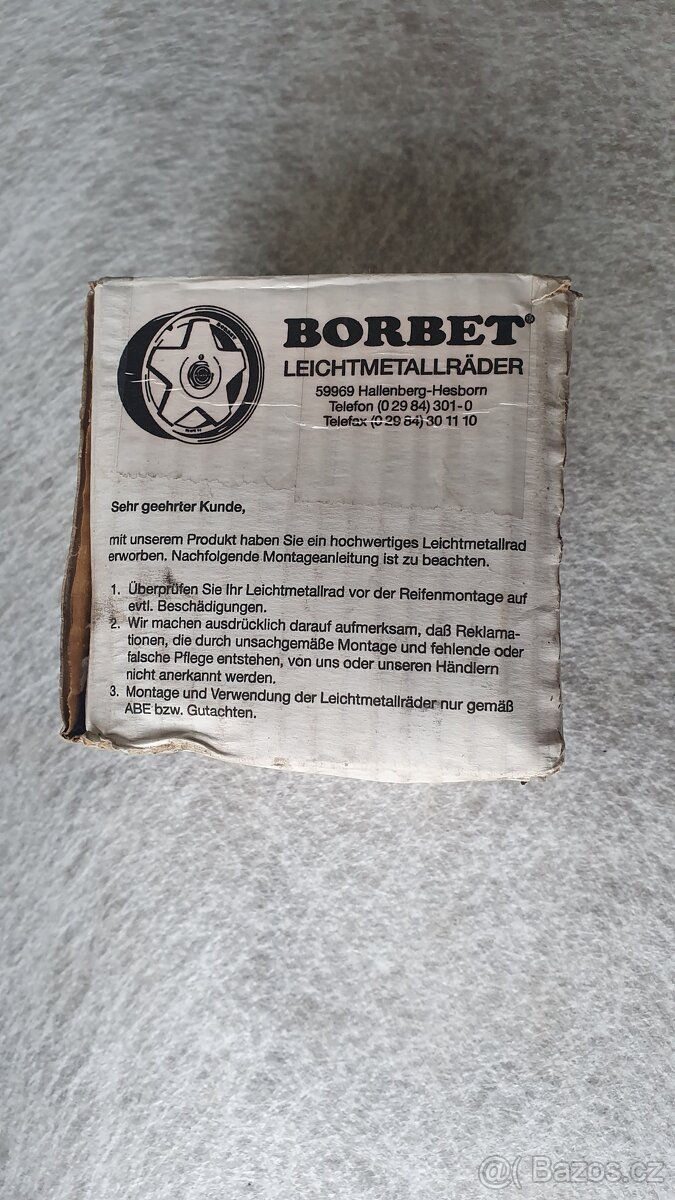 BORBET
BORBET®
LEICHTMETALLRÄDER
59969 Hallenberg-Hesborn
Telefon (0 29 84) 301-0
Telefax (0 29 84) 30 11 10
Sehr geehrter Kunde,
mit unserem Produkt haben Sie ein hochwertiges Leichtmetallrad
erworben. Nachfolgende Montageanleitung ist zu beachten.
1. Überprüfen Sie Ihr Leichtmetallrad vor der Reifenmontage auf
evtl. Beschädigungen.
2. Wir machen ausdrücklich darauf aufmerksam, daß Reklama-
tionen, die durch unsachgemäße Montage und fehlende oder
falsche Pflege entstehen, von uns oder unseren Händlern
nicht anerkannt werden.
3. Montage und Verwendung der Leichtmetallräder nur gemäß
ABE bzw. Gutachten.
@Bazos.cz